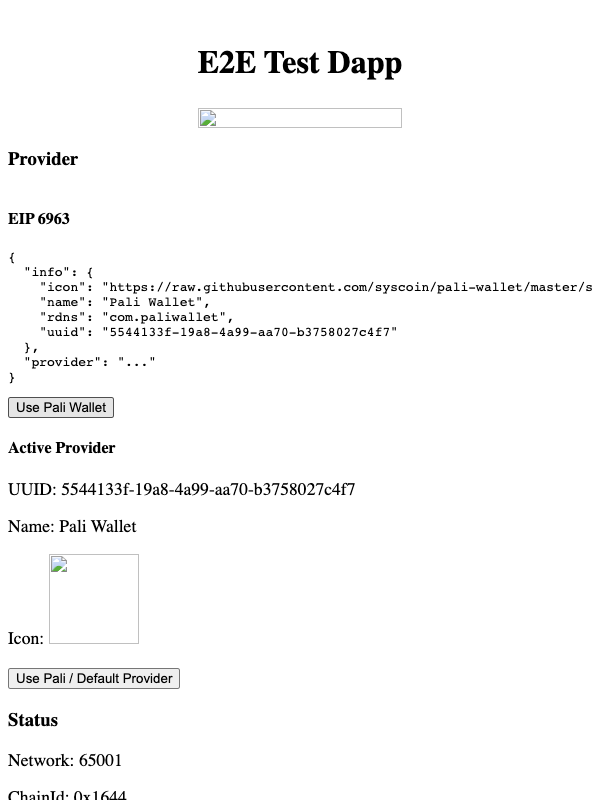 E2E Test Dapp
Provider
EIP 6963
{
  "info": {
    "icon": "https://raw.githubusercontent.com/syscoin/pali-wallet/master/s
    "name": "Pali Wallet",
    "rdns": "com.paliwallet",
    "uuid": "5544133f-19a8-4a99-aa70-b3758027c4f7"
  },
  "provider": "..."
}
Use Pali Wallet
Active Provider
UUID: 5544133f-19a8-4a99-aa70-b3758027c4f7
Name: Pali Wallet
Icon:
Use Pali / Default Provider
Status
Network: 65001
ChainId: 0x1644